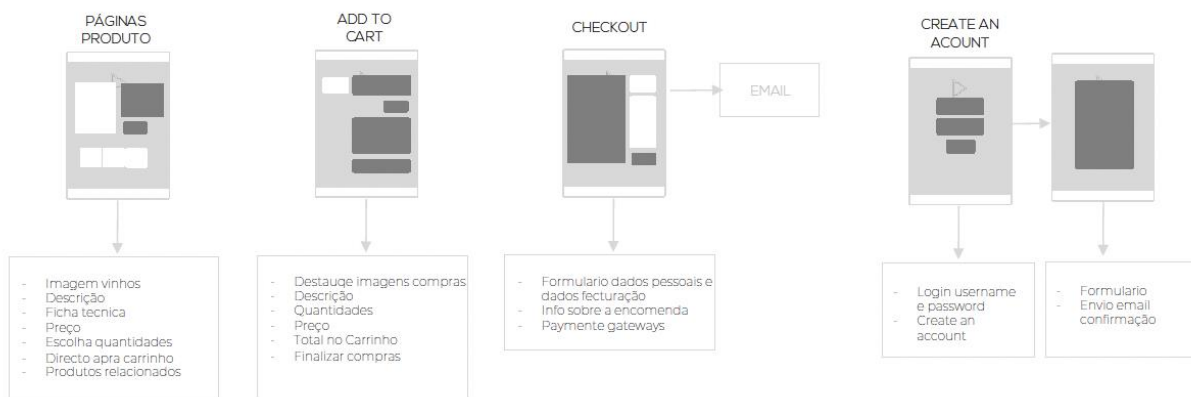 PÁGINAS
PRODUTO
ADD TO
CART
CHECKOUT
CREATE AN
ACOUNT
EMAIL
- Imagem vinhos
- Descrição
- Ficha tecnica
- Preço
- Escolha quantidades
- Directo apra carrinho
- Produtos relacionados
- Destauqe imagens compras
- Descrição
- Quantidades
- Preço
- Total no Carrinho
- Finalizar compras
- Formulario dados pessoais e
dados fecturação
- Info sobre a encomenda
- Paymente gateways
- Login username
e password
- Create an
account
- Formulario
- Envio email
confirmação